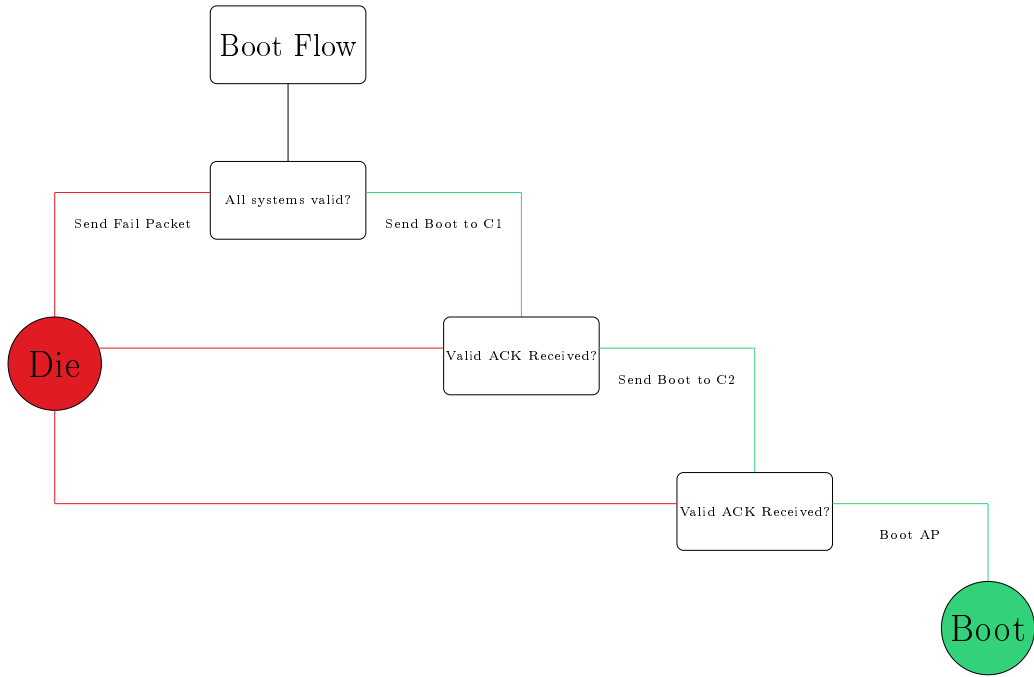 Boot Flow
All systems valid?
Send Fail Packet
Send Boot to C1
Die
Valid ACK Received?
Send Boot to C2
Valid ACK Received?
Boot AP
Boot